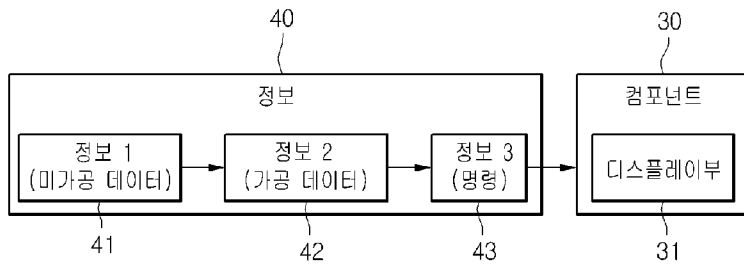 40
30
정보
컴포넌트
정보 1
(미가공 데이터)
정보 2
(가공 데이터)
정보 3
(명령)
디스플레이부
41
42
43
31